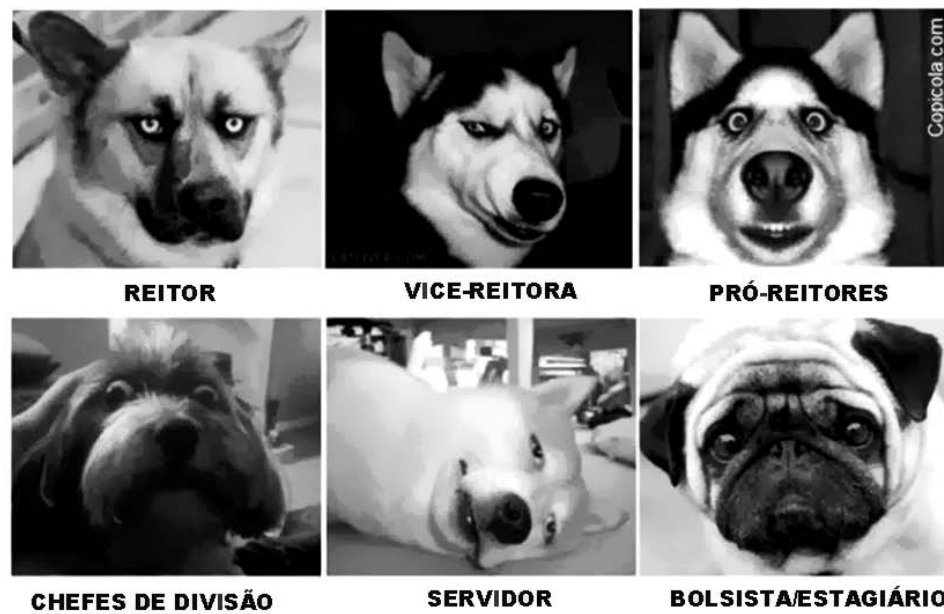 Copicola.com
REITOR
VICE-REITORA
PRÓ-REITORES
CHEFES DE DIVISÃO
SERVIDOR
BOLSISTA/ESTAGIÁRIO